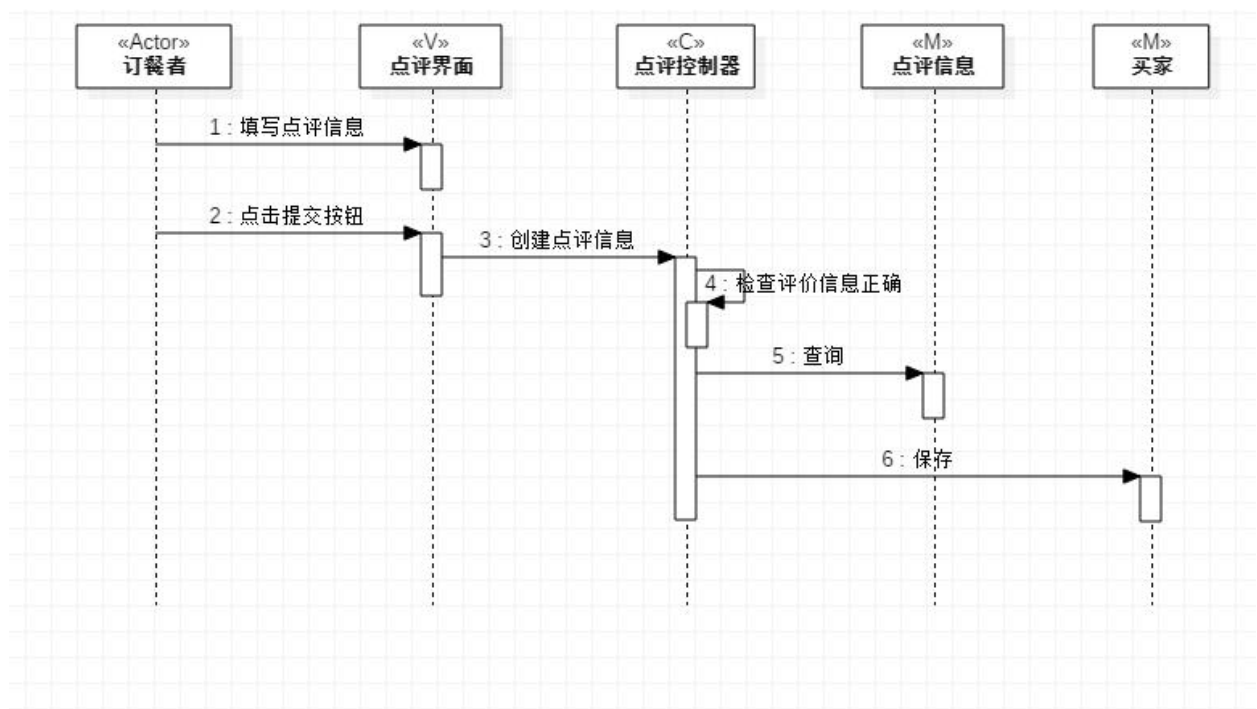 «Actor»
订餐者
«V»
点评界面
«C»
点评控制器
«M»
点评信息
«M»
买家
1 : 填写点评信息
2 : 点击提交按钮
3 : 创建点评信息
4 : 检查评价信息正确
5 : 查询
6 : 保存